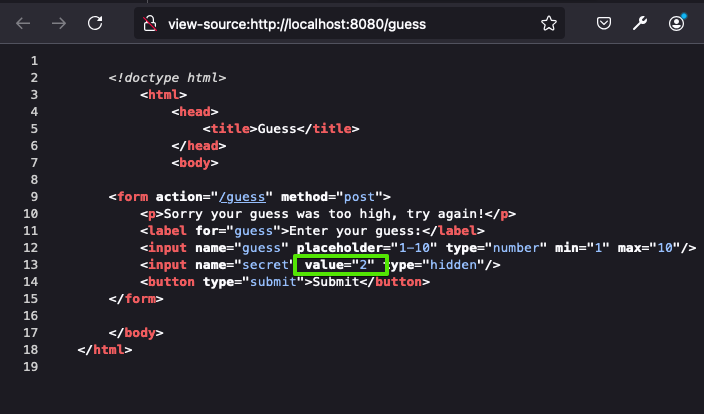 view-source:http://localhost:8080/guess
1
2 <!doctype html>
3 <html>
4 <head>
5 <title>Guess</title>
6 </head>
7 <body>
8
9 <form action="/guess" method="post">
10 <p>Sorry your guess was too high, try again!</p>
11 <label for="guess">Enter your guess:</label>
12 <input name="guess" placeholder="1-10" type="number" min="1" max="10"/>
13 <input name="secret" value="2" type="hidden"/>
14 <button type="submit">Submit</button>
15 </form>
16
17 </body>
18 </html>
19